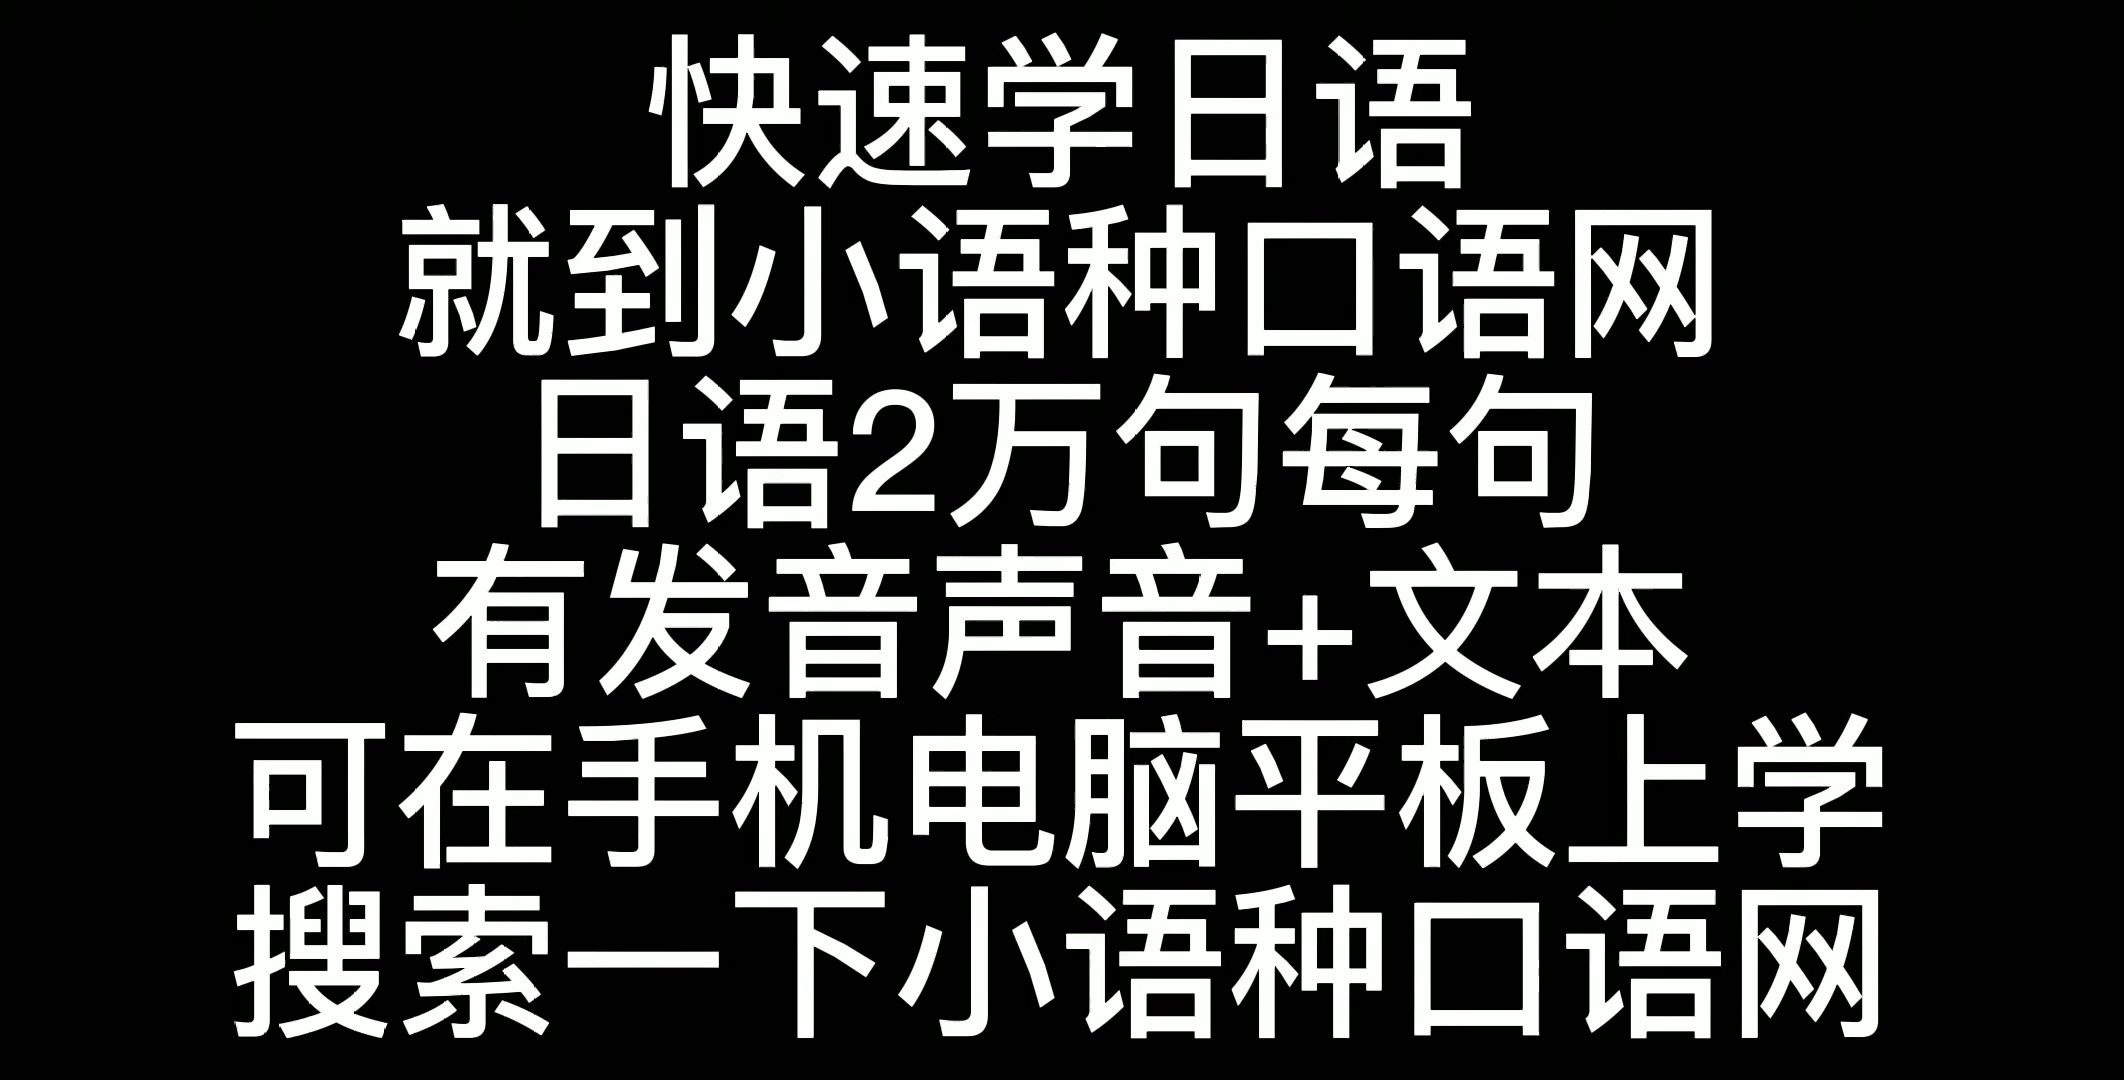 快速学日语
就到小语种口语网
日语2万句每句
有发音声音+文本
可在手机电脑平板上学
搜索一下小语种口语网